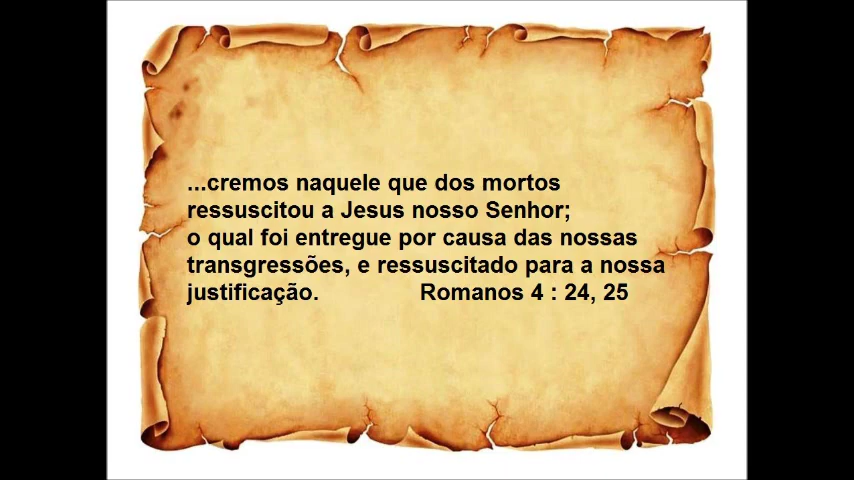 ...cremos naquele que dos mortos
ressuscitou a Jesus nosso Senhor;
o qual foi entregue por causa das nossas
transgressões, e ressuscitado para a nossa
justificação. Romanos 4 : 24, 25